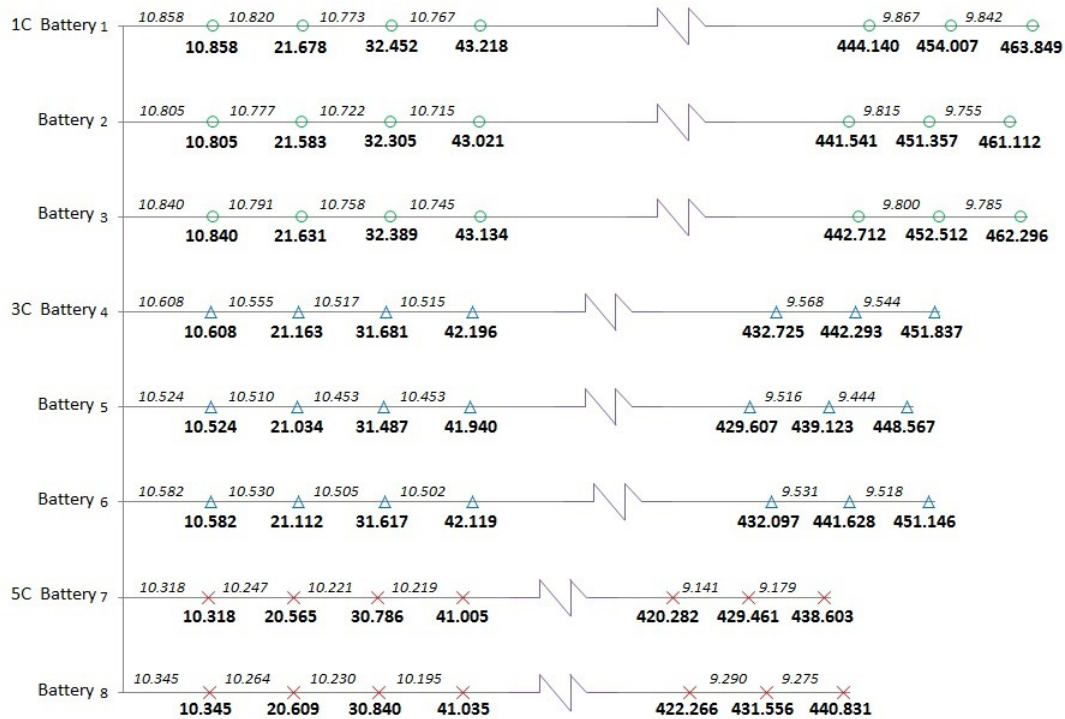 10.858 10.820 10.773 10.767 9.867 9.842
1C Battery 1
10.858 21.678 32.452 43.218 444.140 454.007 463.849
10.805 10.777 10.722 10.715 9.815 9.755
Battery 2
10.805 21.583 32.305 43.021 441.541 451.357 461.112
10.840 10.791 10.758 10.745 9.800 9.785
Battery 3
10.840 21.631 32.389 43.134 442.712 452.512 462.296
10.608 10.555 10.517 10.515 9.568 9.544
3C Battery 4
10.608 21.163 31.681 42.196 432.725 442.293 451.837
10.524 10.510 10.453 10.453 9.516 9.444
Battery 5
10.524 21.034 31.487 41.940 429.607 439.123 448.567
10.582 10.530 10.505 10.502 9.531 9.518
Battery 6
10.582 21.112 31.617 42.119 432.097 441.628 451.146
10.318 10.247 10.221 10.219 9.141 9.179
5C Battery 7
10.318 20.565 30.786 41.005 420.282 429.461 438.603
10.345 10.264 10.230 10.195 9.290 9.275
Battery 8
10.345 20.609 30.840 41.035 422.266 431.556 440.831